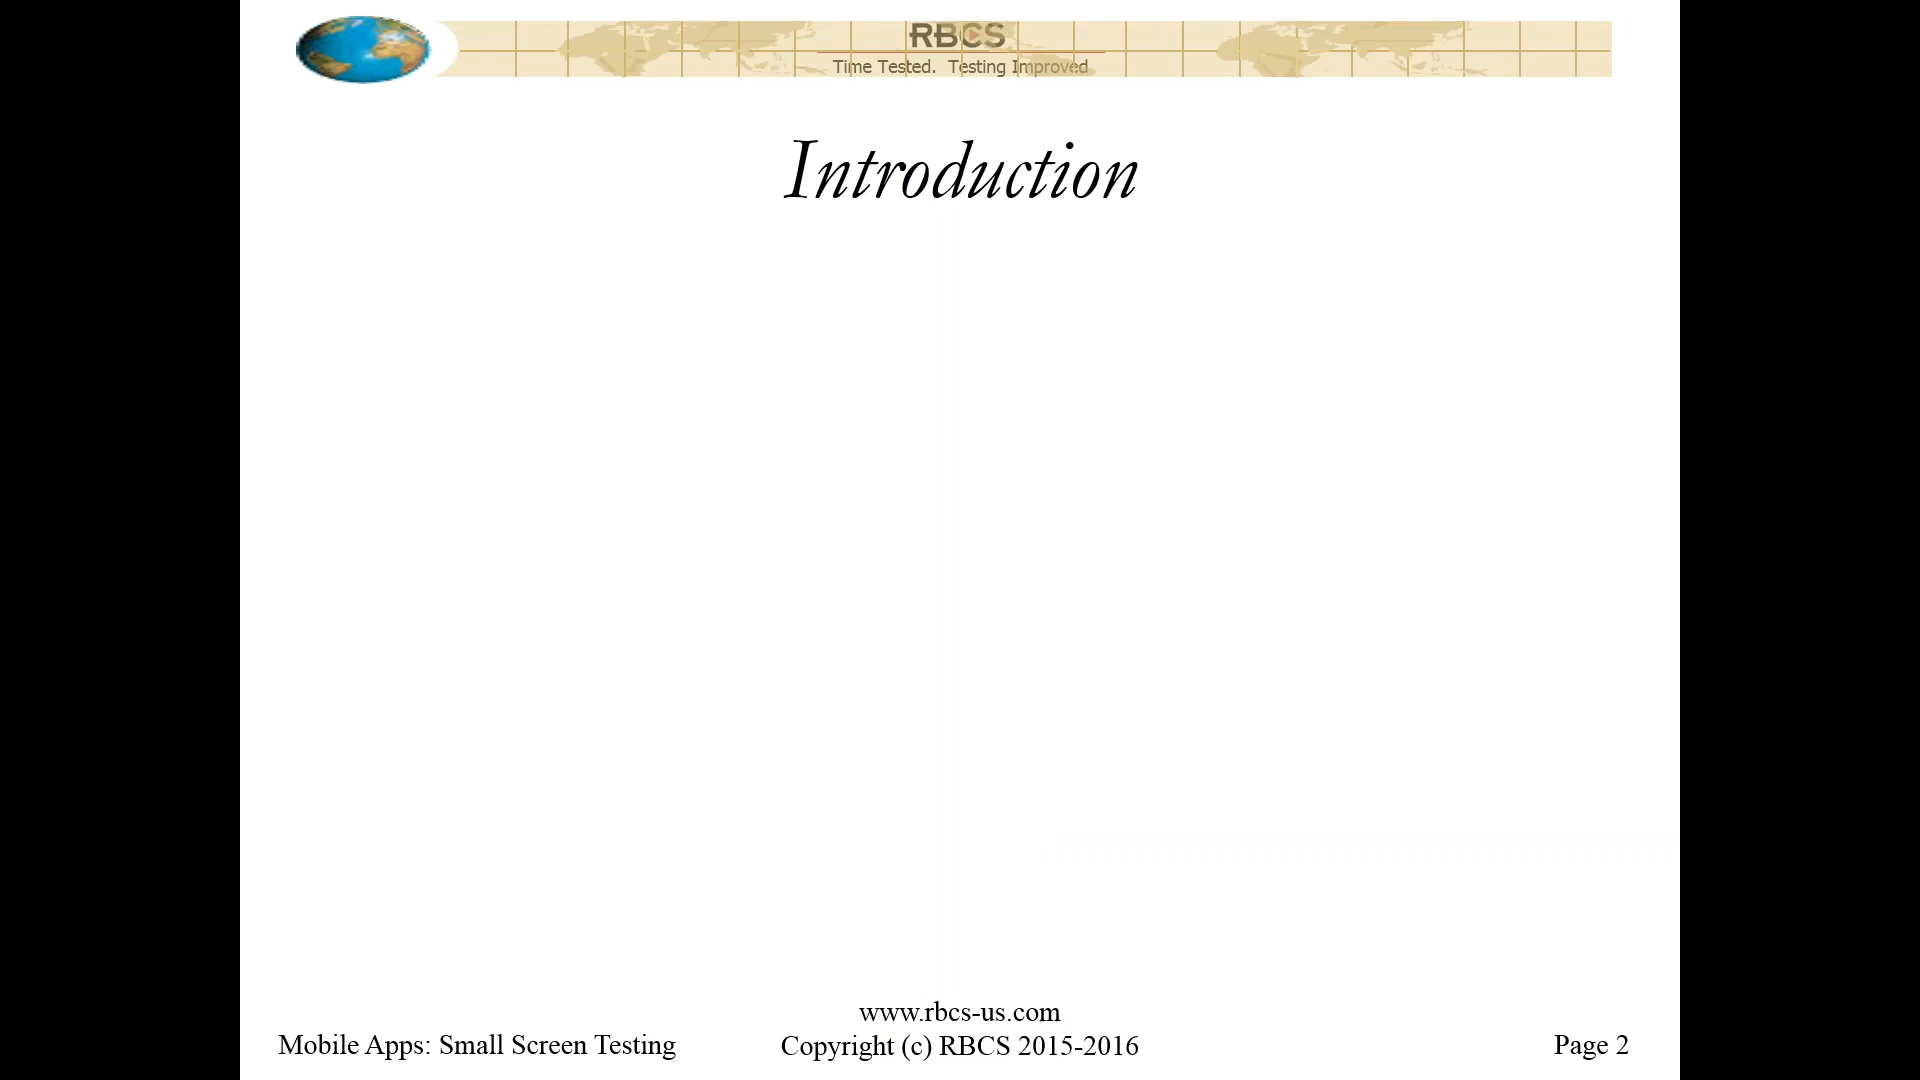 RBCS
Time Tested. Testing Improved
Introduction
www.rbcs-us.com
Mobile Apps: Small Screen Testing
Copyright (c) RBCS 2015-2016
Page 2